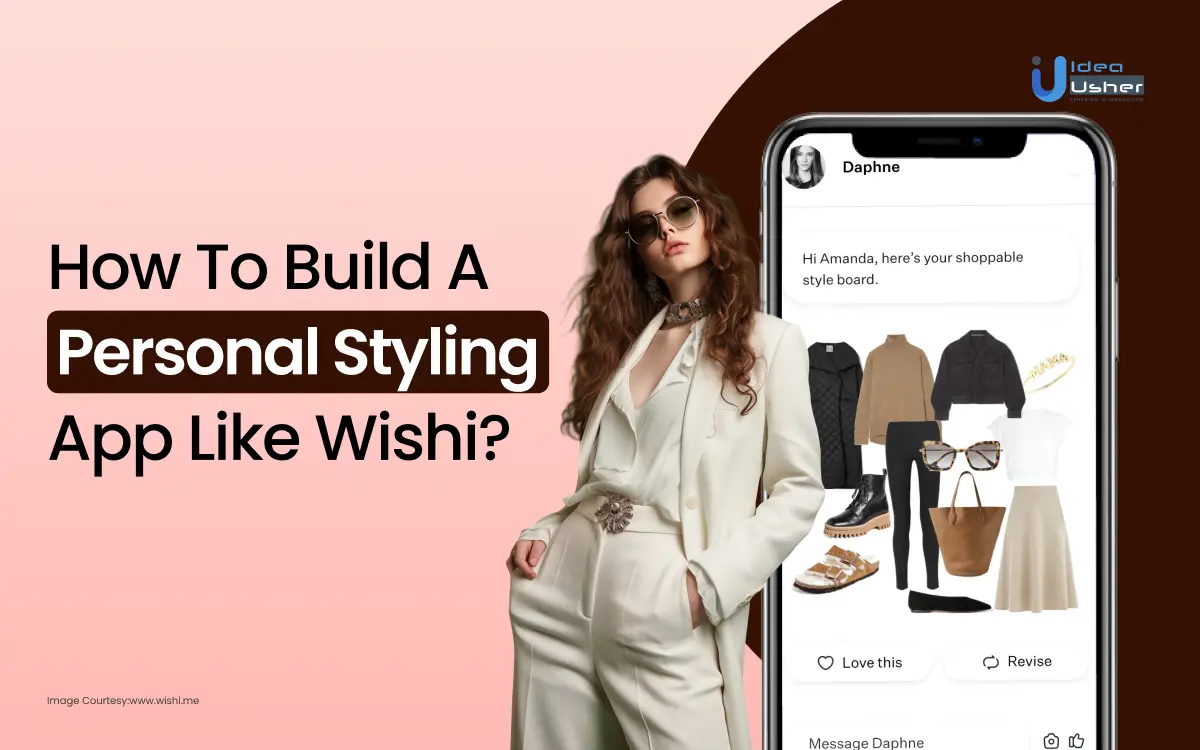 How To Build A
Personal Styling
App Like Wishi?
Image Courtesy:www.wishi.me
Idea
Usher
Daphne
Hi Amanda, here's your shoppable
style board.
MAMA
Love this
Revise
Message Daphne